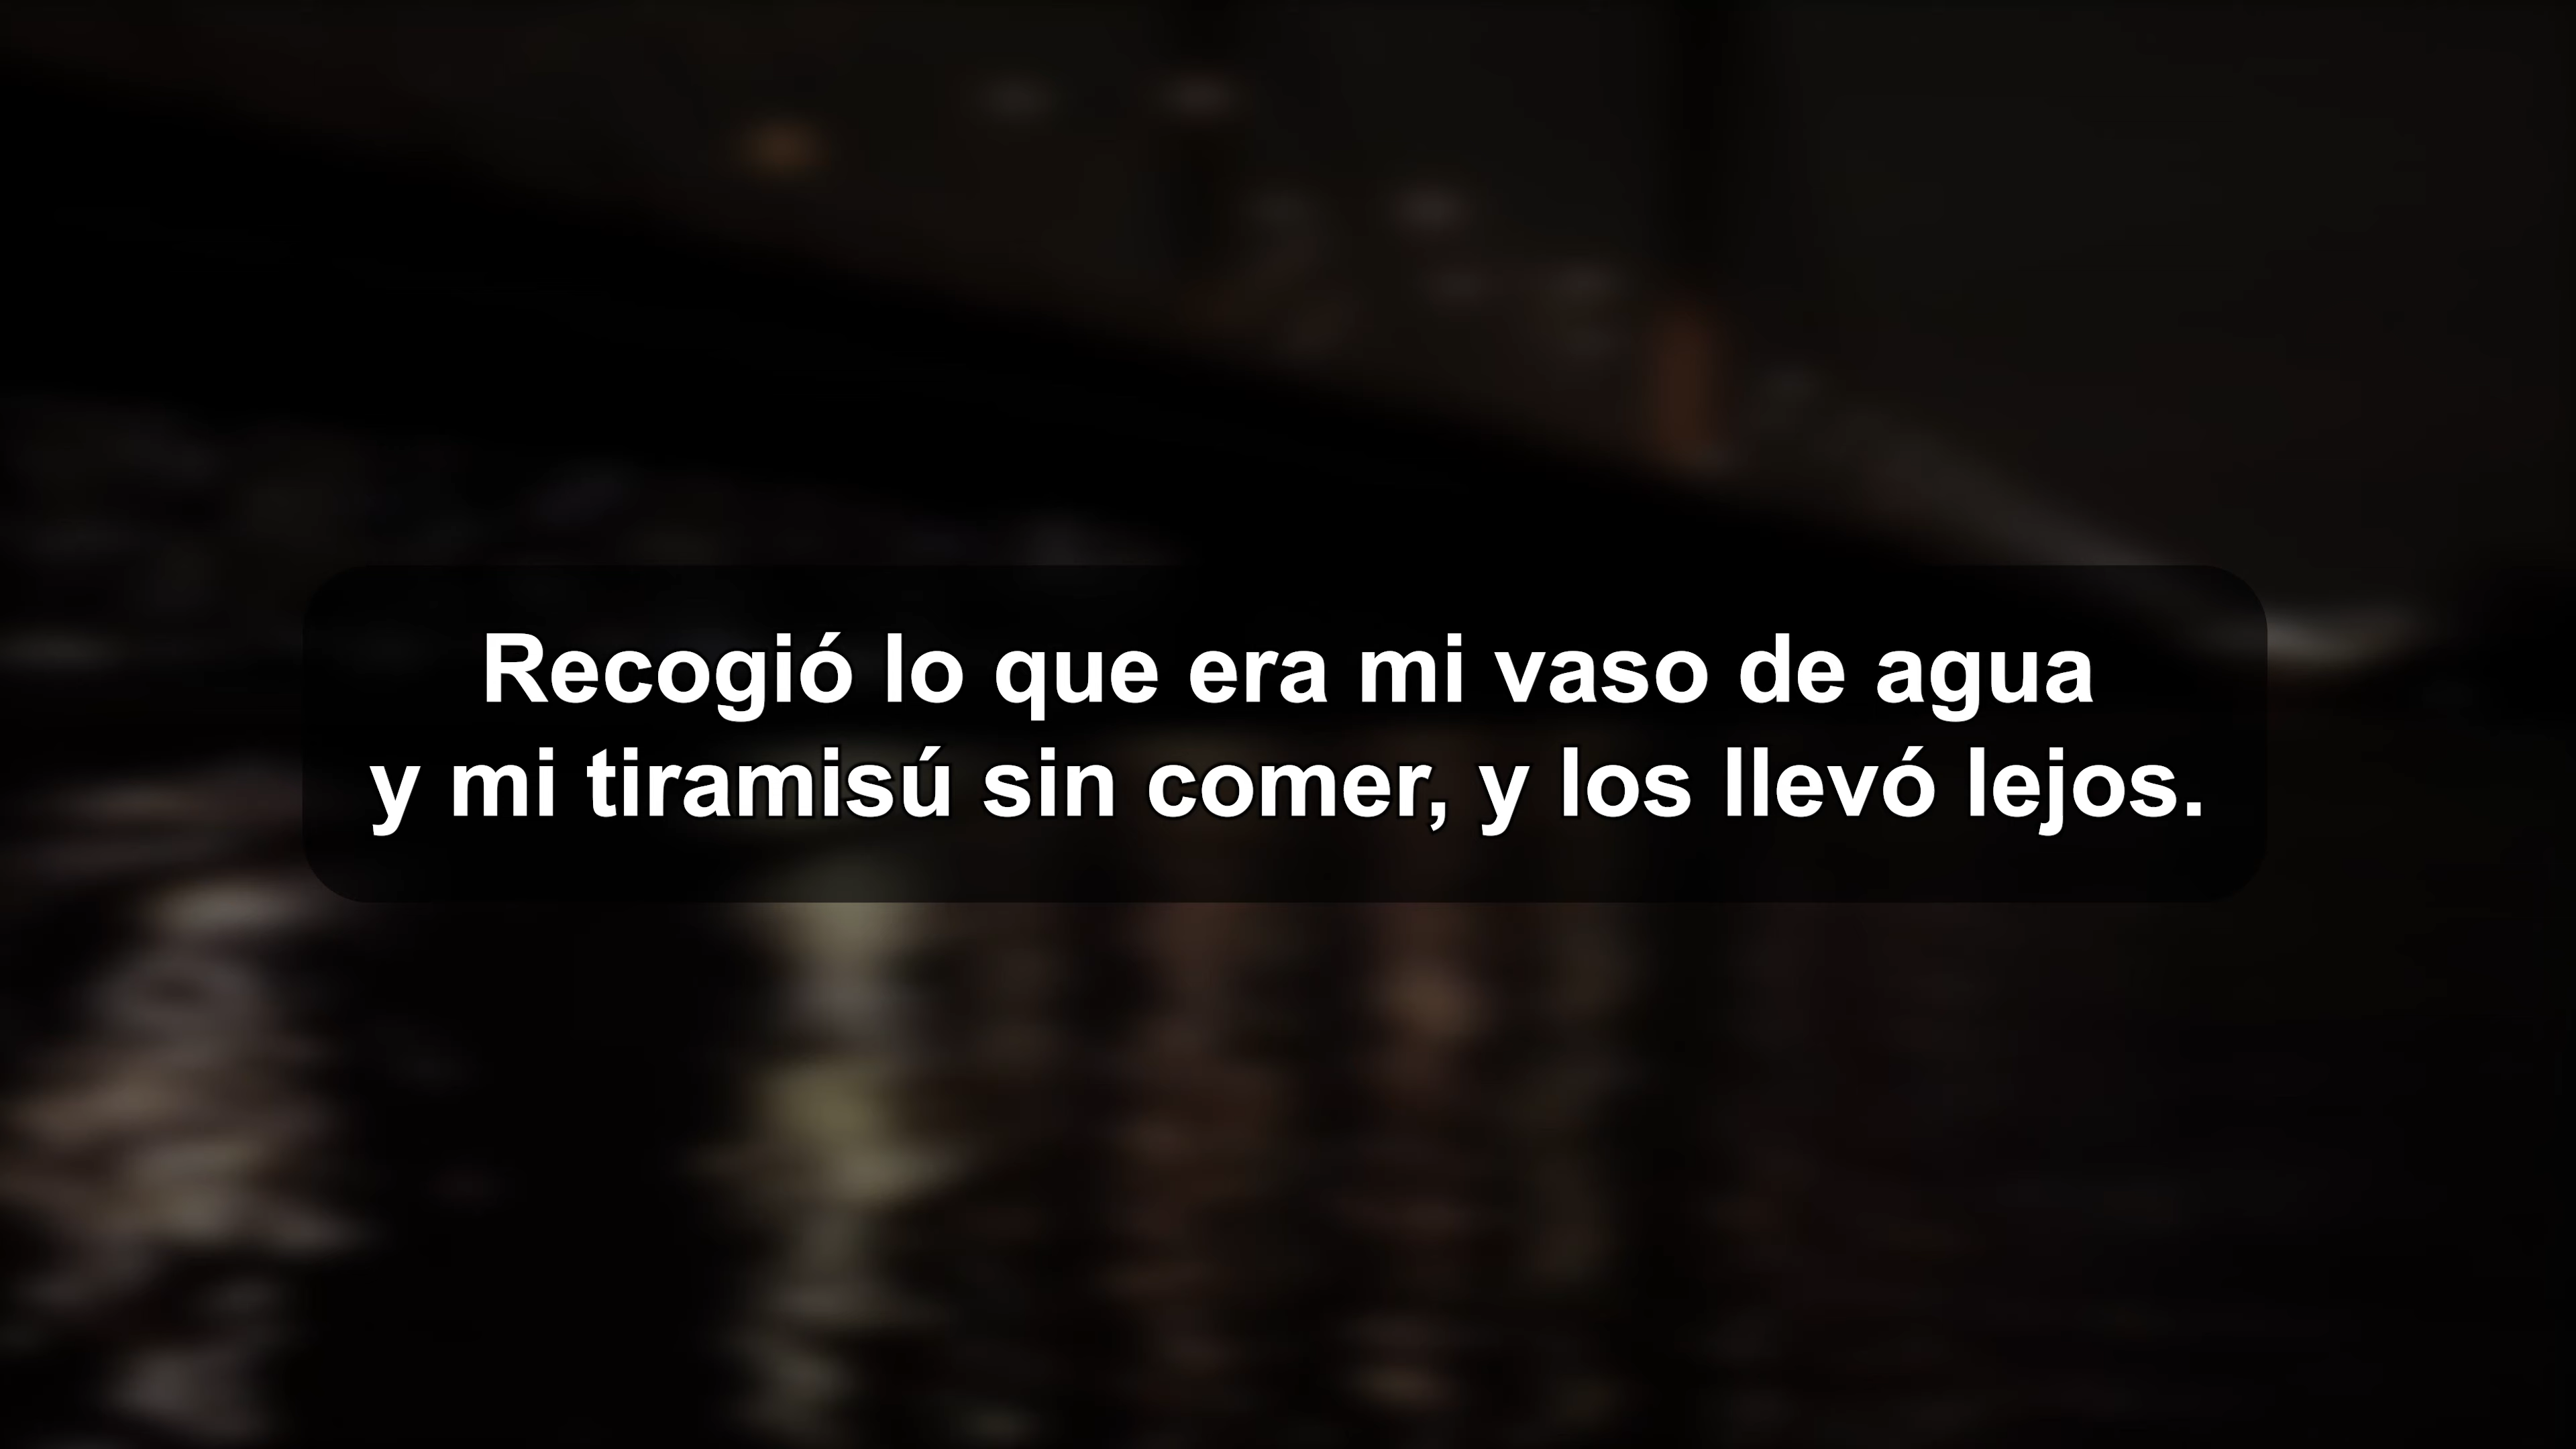 Recogió lo que era mi vaso de agua
y mi tiramisú sin comer, y los llevó lejos.